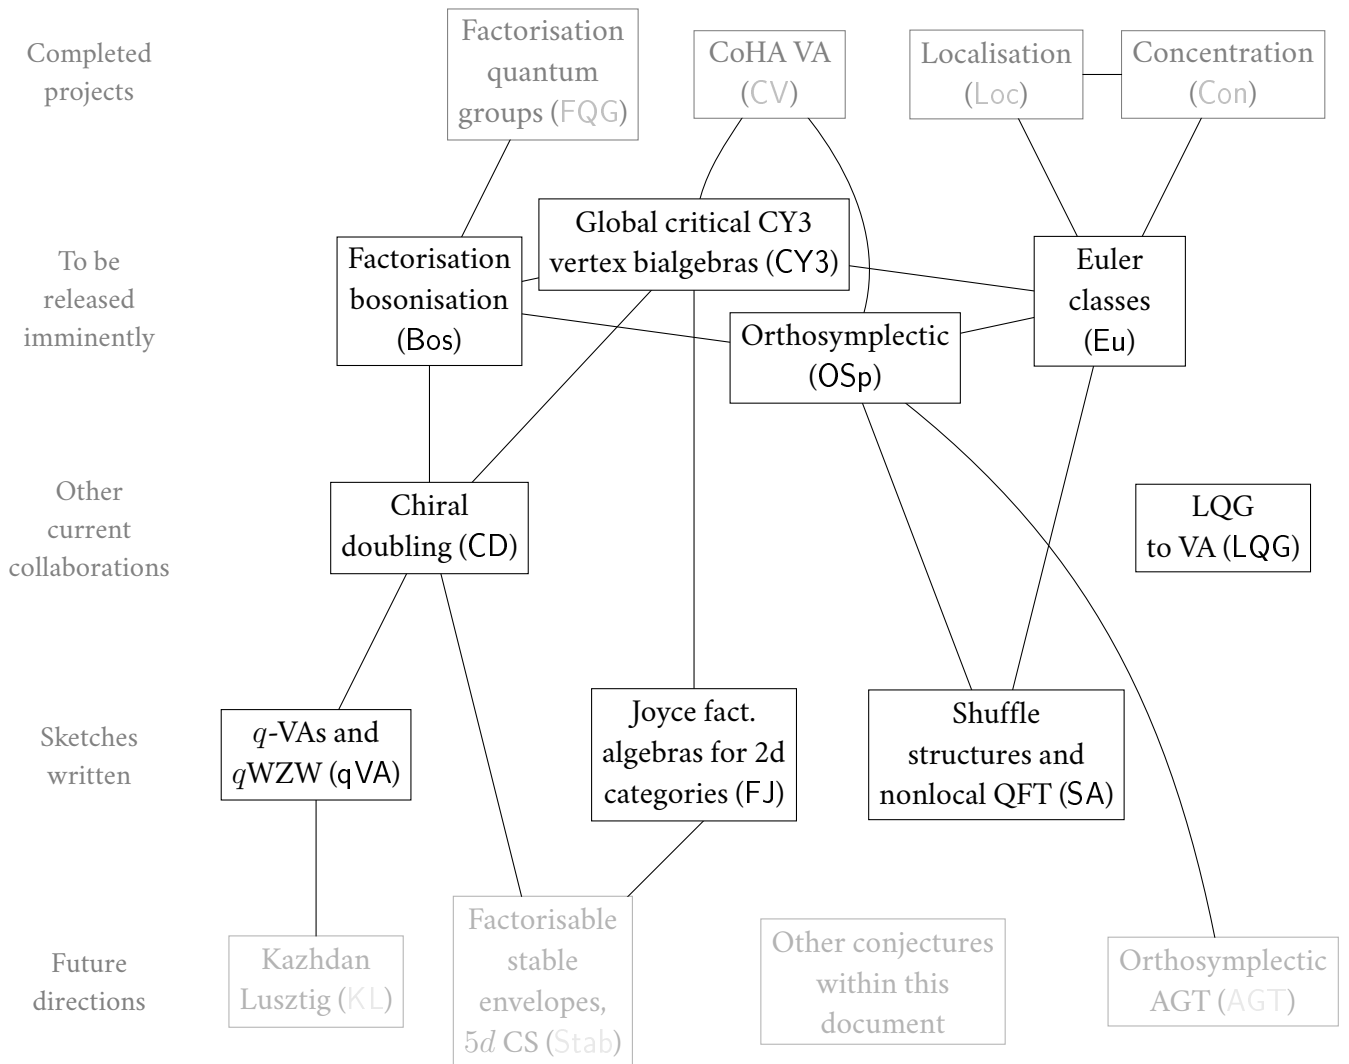 Completed
projects
Factorisation
quantum
groups (FQG)
CoHA VA
(CV)
Localisation
(Loc)
Concentration
(Con)
To be
released
imminently
Factorisation
bosonisation
(Bos)
Global critical CY3
vertex bialgebras (CY3)
Orthosymplectic
(OSp)
Euler
classes
(Eu)
Other
current
collaborations
Chiral
doubling (CD)
LQG
to VA (LQG)
Sketches
written
q-VAs and
qWZW (qVA)
Joyce fact.
algebras for 2d
categories (FJ)
Shuffle
structures and
nonlocal QFT (SA)
Future
directions
Kazhdan
Lusztig (KL)
Factorisable
stable
envelopes,
5d CS (Stab)
Other conjectures
within this
document
Orthosymplectic
AGT (AGT)